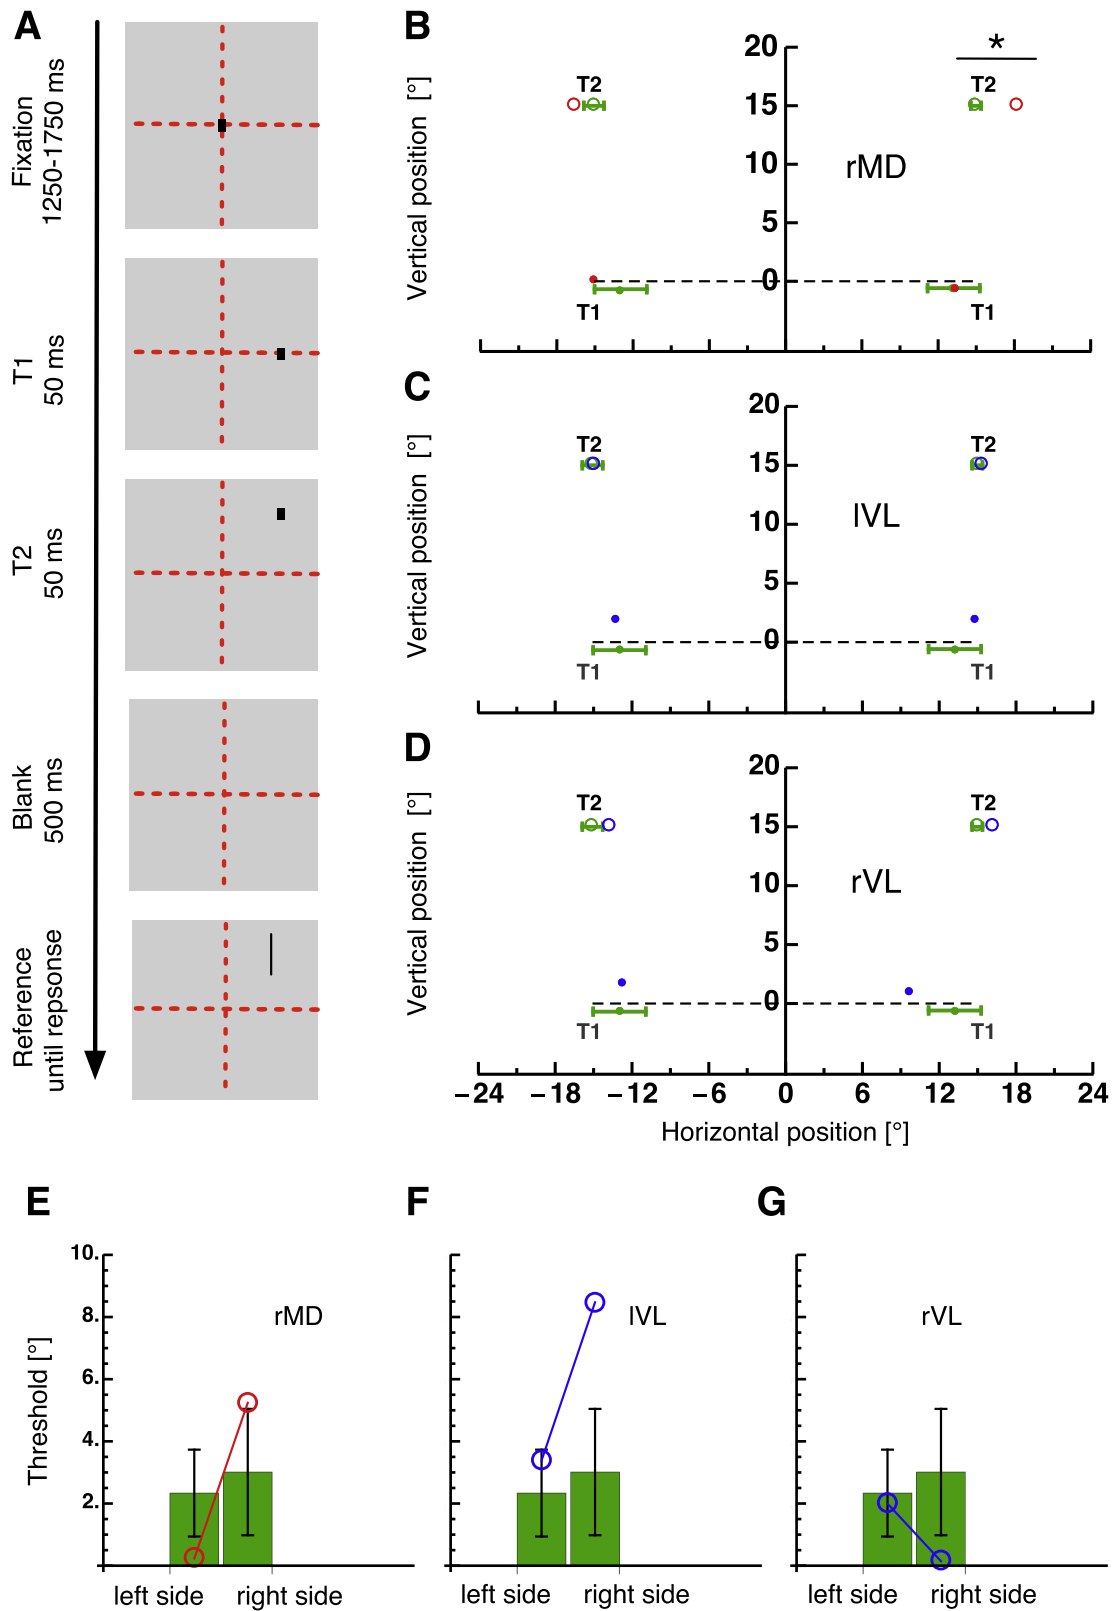 A
Fixation
1250-1750 ms
T1
50 ms
T2
50 ms
Blank
500 ms
Reference
until repsonse
B
Vertical position [°]
20
15
10
5
0
T2
T2
*
rMD
T1
T1
C
Vertical position [°]
20
15
10
5
0
T2
T2
lVL
T1
T1
D
Vertical position [°]
20
15
10
5
0
T2
T2
rVL
T1
T1
−24 −18 −12 −6 0 6 12 18 24
Horizontal position [°]
E
Threshold [°]
10.
8.
6.
4.
2.
rMD
left side right side
F
lVL
left side right side
G
rVL
left side right side